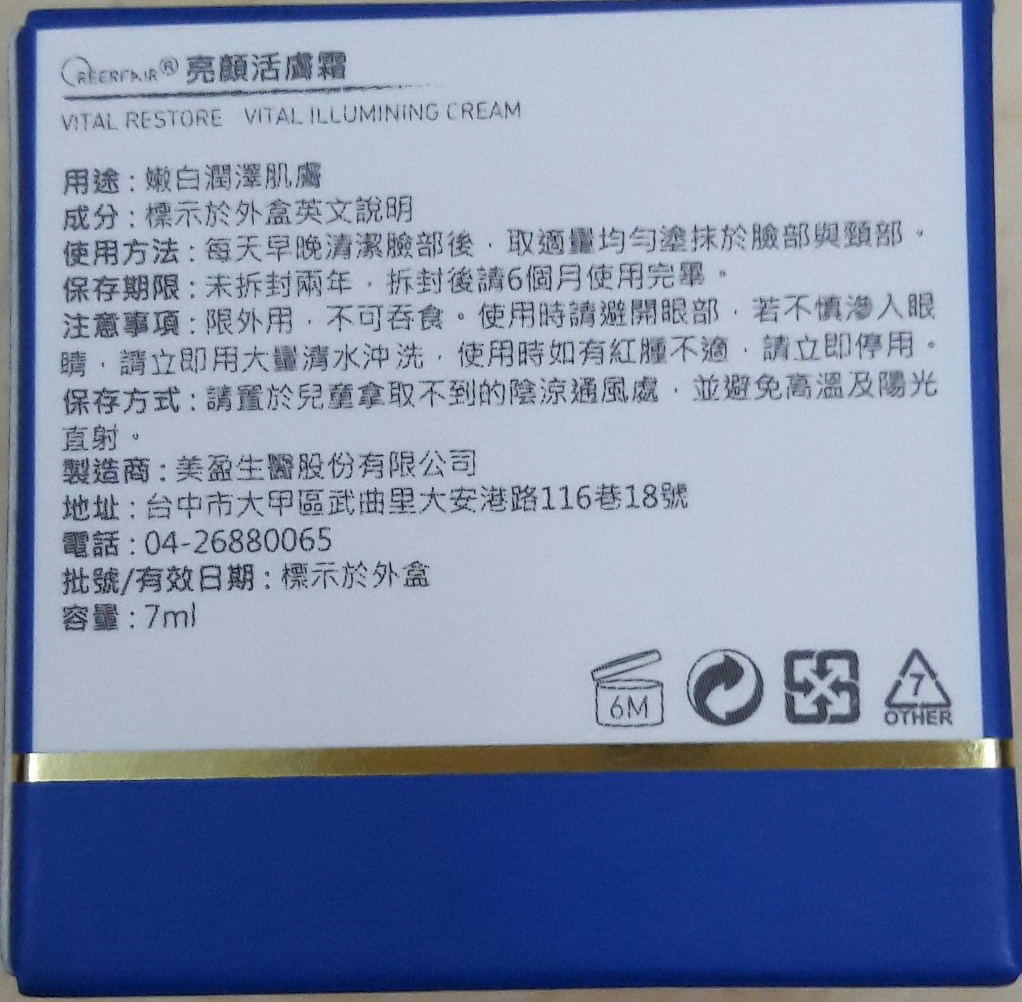 REERFAIR® 亮顏活膚霜
VITAL RESTORE VITAL ILLUMINING CREAM
用途：嫩白潤澤肌膚
成分：標示於外盒英文說明
使用方法：每天早晚清潔臉部後，取適量均勻塗抹於臉部與頸部。
保存期限：未拆封兩年，拆封後請6個月使用完畢。
注意事項：限外用，不可吞食。使用時請避開眼部，若不慎滲入眼
睛，請立即用大量清水沖洗，使用時如有紅腫不適，請立即停用。
保存方式：請置於兒童拿取不到的陰涼通風處，並避免高溫及陽光
直射。
製造商：美盈生醫股份有限公司
地址：台中市大甲區武曲里大安港路116巷18號
電話：04-26880065
批號/有效日期：標示於外盒
容量：7ml
6M
7
OTHER